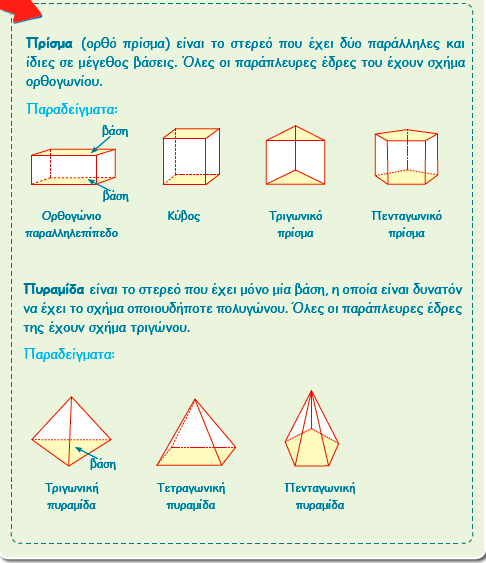 Πρίσμα (ορθό πρίσμα) είναι το στερεό που έχει δύο παράλληλες και
ίδιες σε μέγεθος βάσεις. Όλες οι παράπλευρες έδρες του έχουν σχήμα
ορθογωνίου.
Παραδείγματα:
βάση
βάση
Ορθογώνιο
παραλληλεπίπεδο
Κύβος
Τριγωνικό
πρίσμα
Πενταγωνικό
πρίσμα
Πυραμίδα είναι το στερεό που έχει μόνο μία βάση, η οποία είναι δυνατόν
να έχει το σχήμα οποιουδήποτε πολυγώνου. Όλες οι παράπλευρες έδρες
της έχουν σχήμα τριγώνου.
Παραδείγματα:
βάση
Τριγωνική
πυραμίδα
Τετραγωνική
πυραμίδα
Πενταγωνική
πυραμίδα